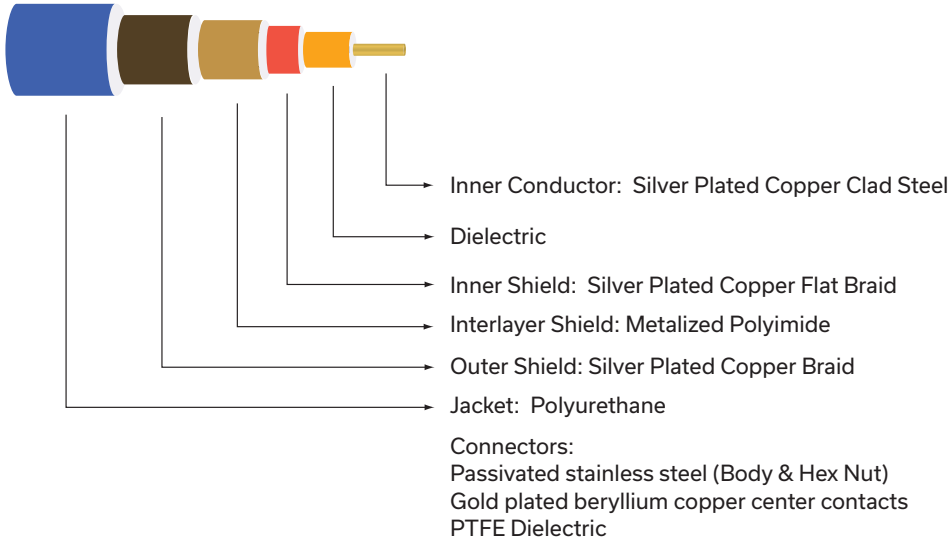 Inner Conductor: Silver Plated Copper Clad Steel
Dielectric
Inner Shield: Silver Plated Copper Flat Braid
Interlayer Shield: Metalized Polyimide
Outer Shield: Silver Plated Copper Braid
Jacket: Polyurethane
Connectors:
Passivated stainless steel (Body & Hex Nut)
Gold plated beryllium copper center contacts
PTFE Dielectric